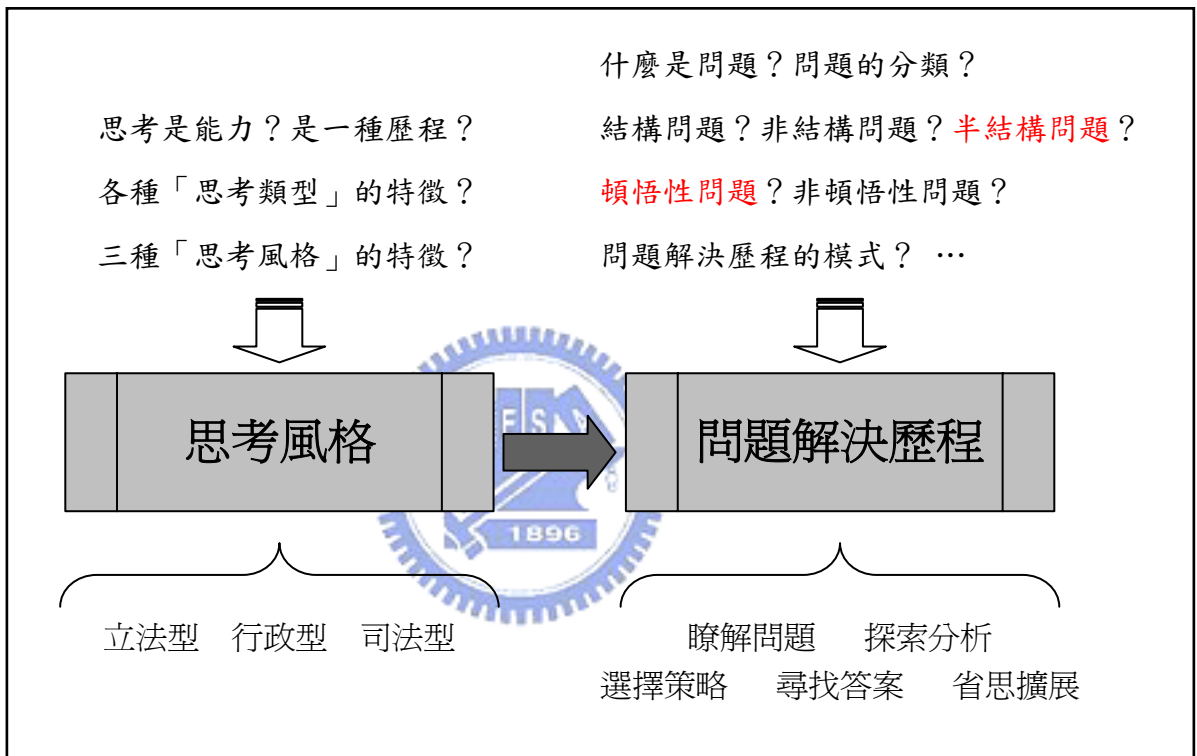 思考是能力？是一種歷程？
各種「思考類型」的特徵？
三種「思考風格」的特徵？
什麼是問題？問題的分類？
結構問題？非結構問題？半結構問題？
頓悟性問題？非頓悟性問題？
問題解決歷程的模式？ …
思考風格
問題解決歷程
ES
1896
立法型 行政型 司法型
瞭解問題 探索分析
選擇策略 尋找答案 省思擴展